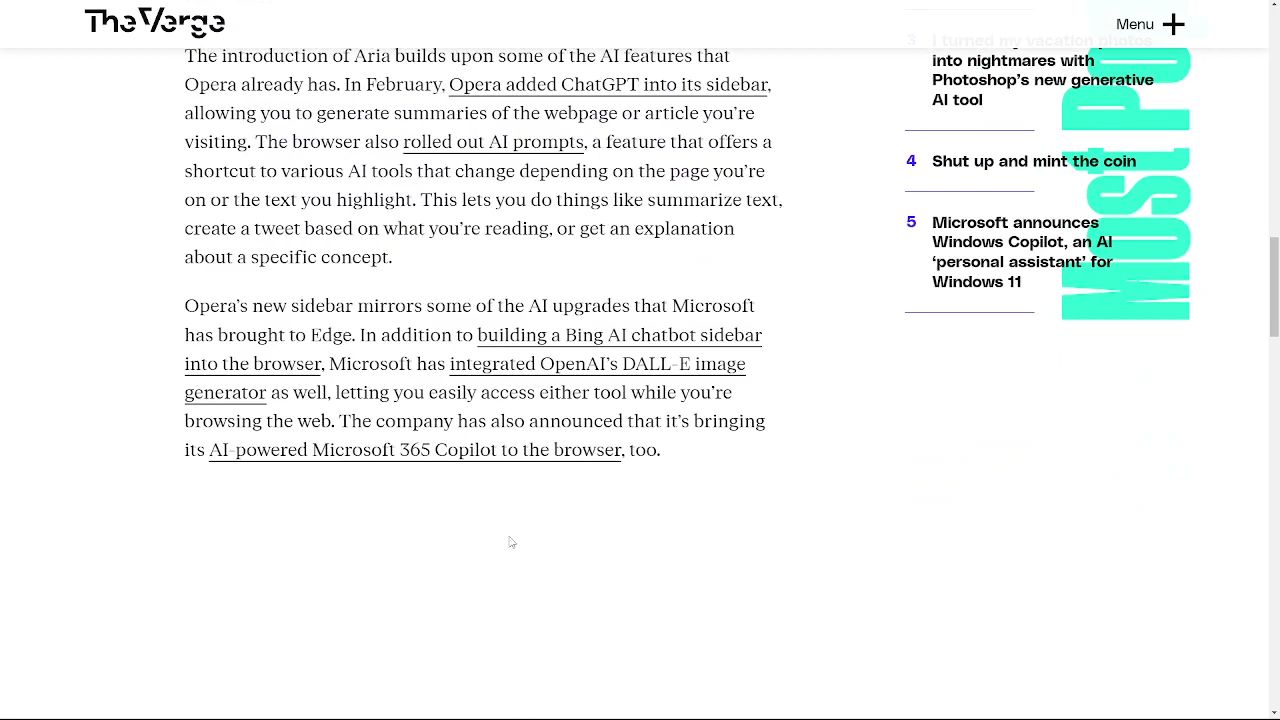 The Verge
Menu
The introduction of Aria builds upon some of the AI features that
Opera already has. In February, Opera added ChatGPT into its sidebar,
allowing you to generate summaries of the webpage or article you’re
visiting. The browser also rolled out AI prompts, a feature that offers a
shortcut to various AI tools that change depending on the page you’re
on or the text you highlight. This lets you do things like summarize text,
create a tweet based on what you’re reading, or get an explanation
about a specific concept.
Opera’s new sidebar mirrors some of the AI upgrades that Microsoft
has brought to Edge. In addition to building a Bing AI chatbot sidebar
into the browser, Microsoft has integrated OpenAI’s DALL-E image
generator as well, letting you easily access either tool while you’re
browsing the web. The company has also announced that it’s bringing
its AI-powered Microsoft 365 Copilot to the browser, too.
3 I turned my vacation photos
into nightmares with
Photoshop’s new generative
AI tool
4 Shut up and mint the coin
5 Microsoft announces
Windows Copilot, an AI
‘personal assistant’ for
Windows 11
Most Po